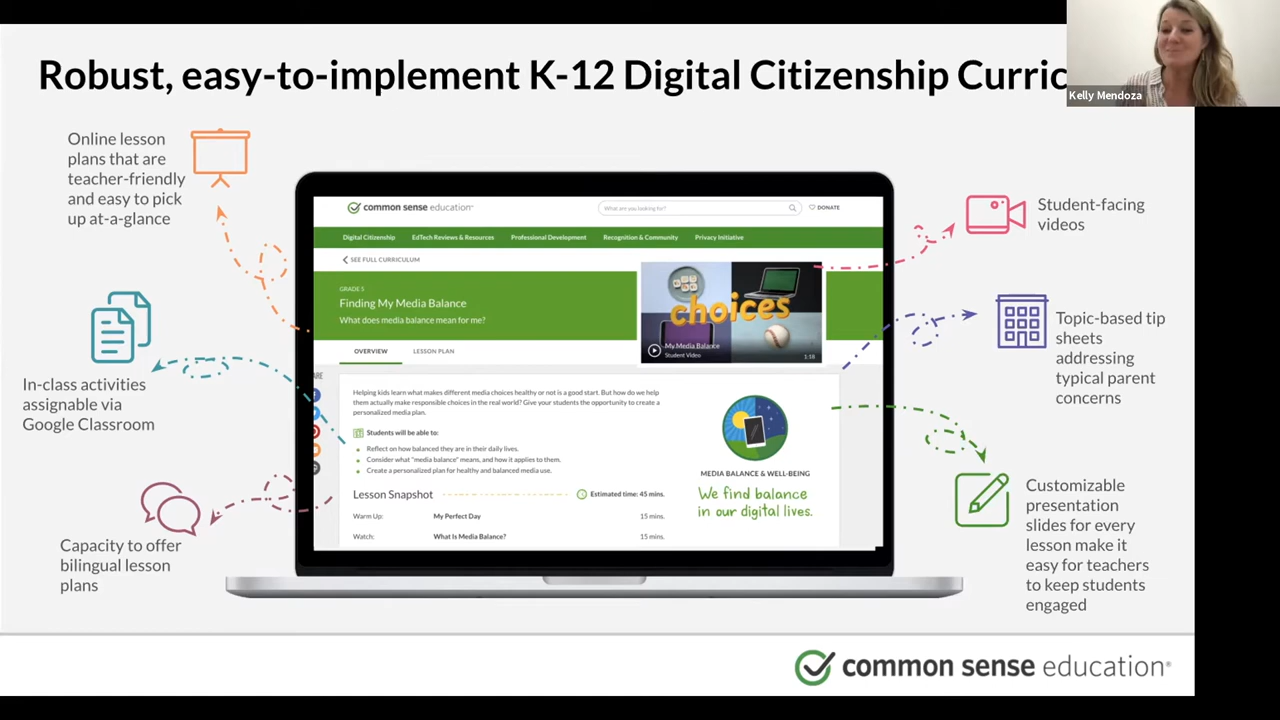 Robust, easy-to-implement K-12 Digital Citizenship Curric
Kelly Mendoza
Online lesson
plans that are
teacher-friendly
and easy to pick
up at-a-glance
In-class activities
assignable via
Google Classroom
Capacity to offer
bilingual lesson
plans
common sense education
What are you looking for?
DONATE
Digital Citizenship
EdTech Reviews & Resources
Professional Development
Recognition & Community
Privacy Initiative
SEE FULL CURRICULUM
GRADE 5
Finding My Media Balance
What does media balance mean for me?
choices
My Media Balance
Student Video
1:16
OVERVIEW
LESSON PLAN
ARE
Helping kids learn what makes different media choices healthy or not is a good start. But how do we help
them actually make responsible choices in the real world? Give your students the opportunity to create a
personalized media plan.
Students will be able to:
Reflect on how balanced they are in their daily lives.
Consider what "media balance" means, and how it applies to them.
Create a personalized plan for healthy and balanced media use.
Lesson Snapshot
Estimated time: 45 mins.
Warm Up:
My Perfect Day
15 mins.
Watch:
What Is Media Balance?
15 mins.
MEDIA BALANCE & WELL-BEING
We find balance
in our digital lives.
Student-facing
videos
Topic-based tip
sheets
addressing
typical parent
concerns
Customizable
presentation
slides for every
lesson make it
easy for teachers
to keep students
engaged
common sense education®